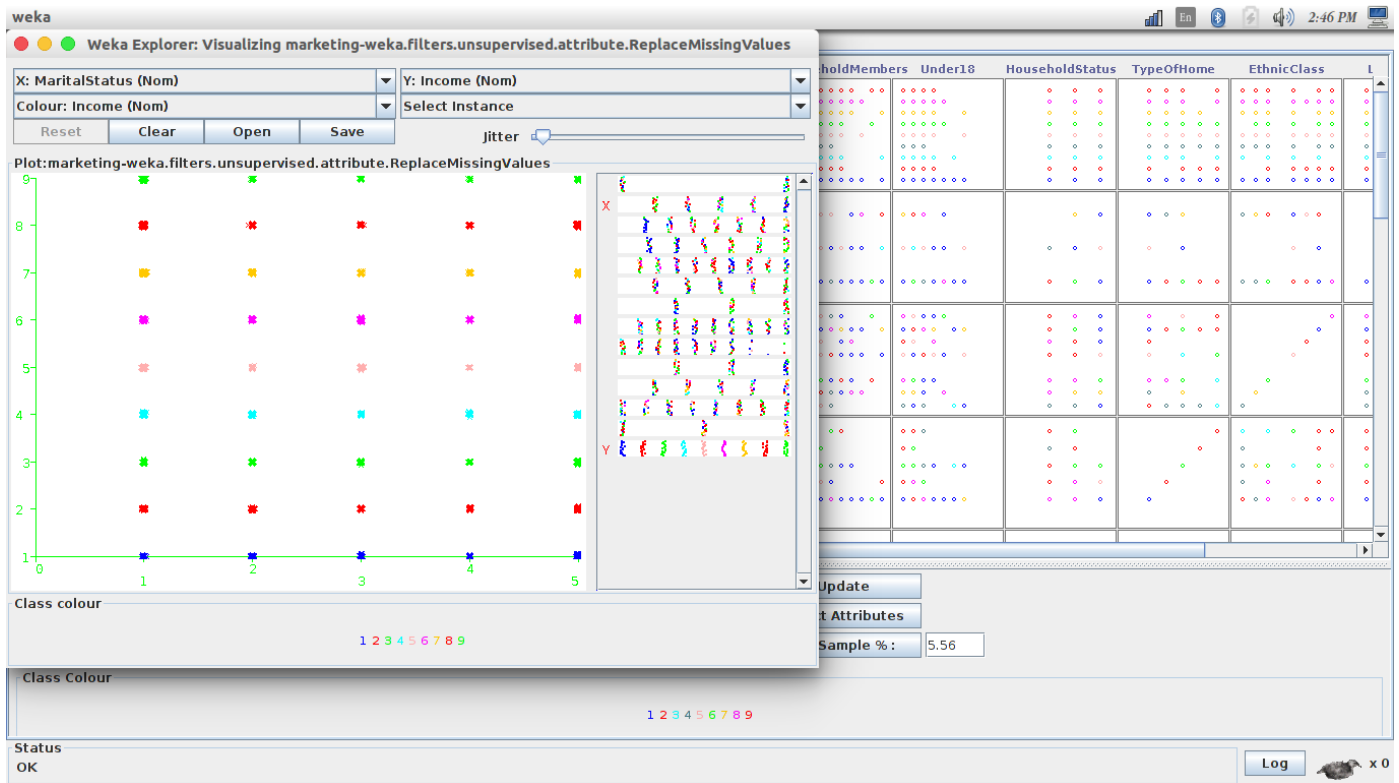 weka
En
2:46 PM
Weka Explorer: Visualizing marketing-weka.filters.unsupervised.attribute.ReplaceMissingValues
X: MaritalStatus (Nom)
Y: Income (Nom)
Colour: Income (Nom)
Select Instance
Reset
Clear
Open
Save
Jitter
Plot:marketing-weka.filters.unsupervised.attribute.ReplaceMissingValues
9
8
7
6
5
4
3
2
1
0
1
2
3
4
5
X
Y
Class colour
1 2 3 4 5 6 7 8 9
holdMembers
Under18
HouseholdStatus
TypeOfHome
EthnicClass
L
Update
t Attributes
Sample % :
5.56
Class Colour
1 2 3 4 5 6 7 8 9
Status
OK
Log
x 0